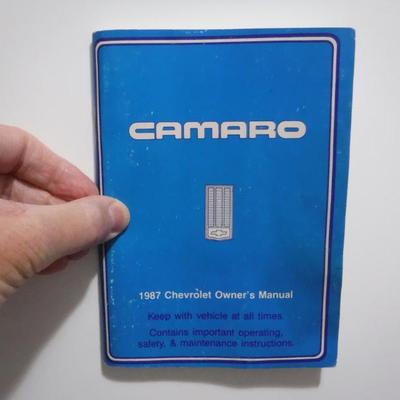 CAMARO
1987 Chevrolet Owner's Manual
Keep with vehicle at all times.
Contains important operating,
safety, & maintenance instructions.